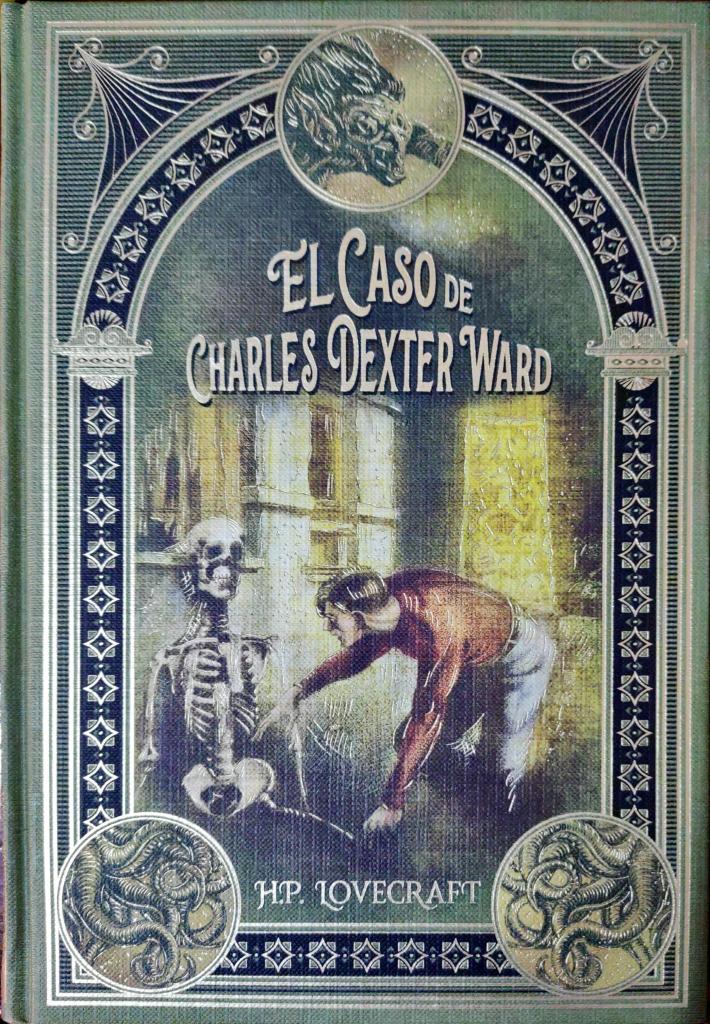 El Caso de
Charles Dexter Ward
H.P. Lovecraft